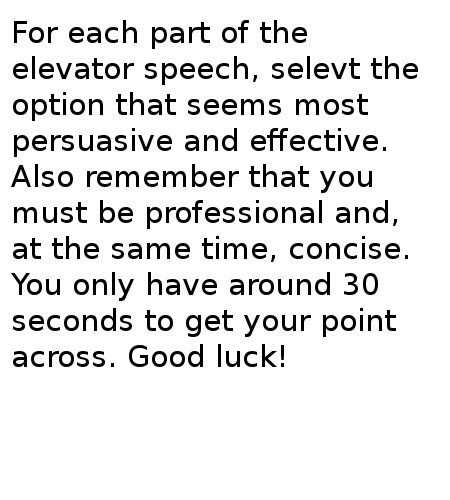 For each part of the
elevator speech, selevt the
option that seems most
persuasive and effective.
Also remember that you
must be professional and,
at the same time, concise.
You only have around 30
seconds to get your point
across. Good luck!